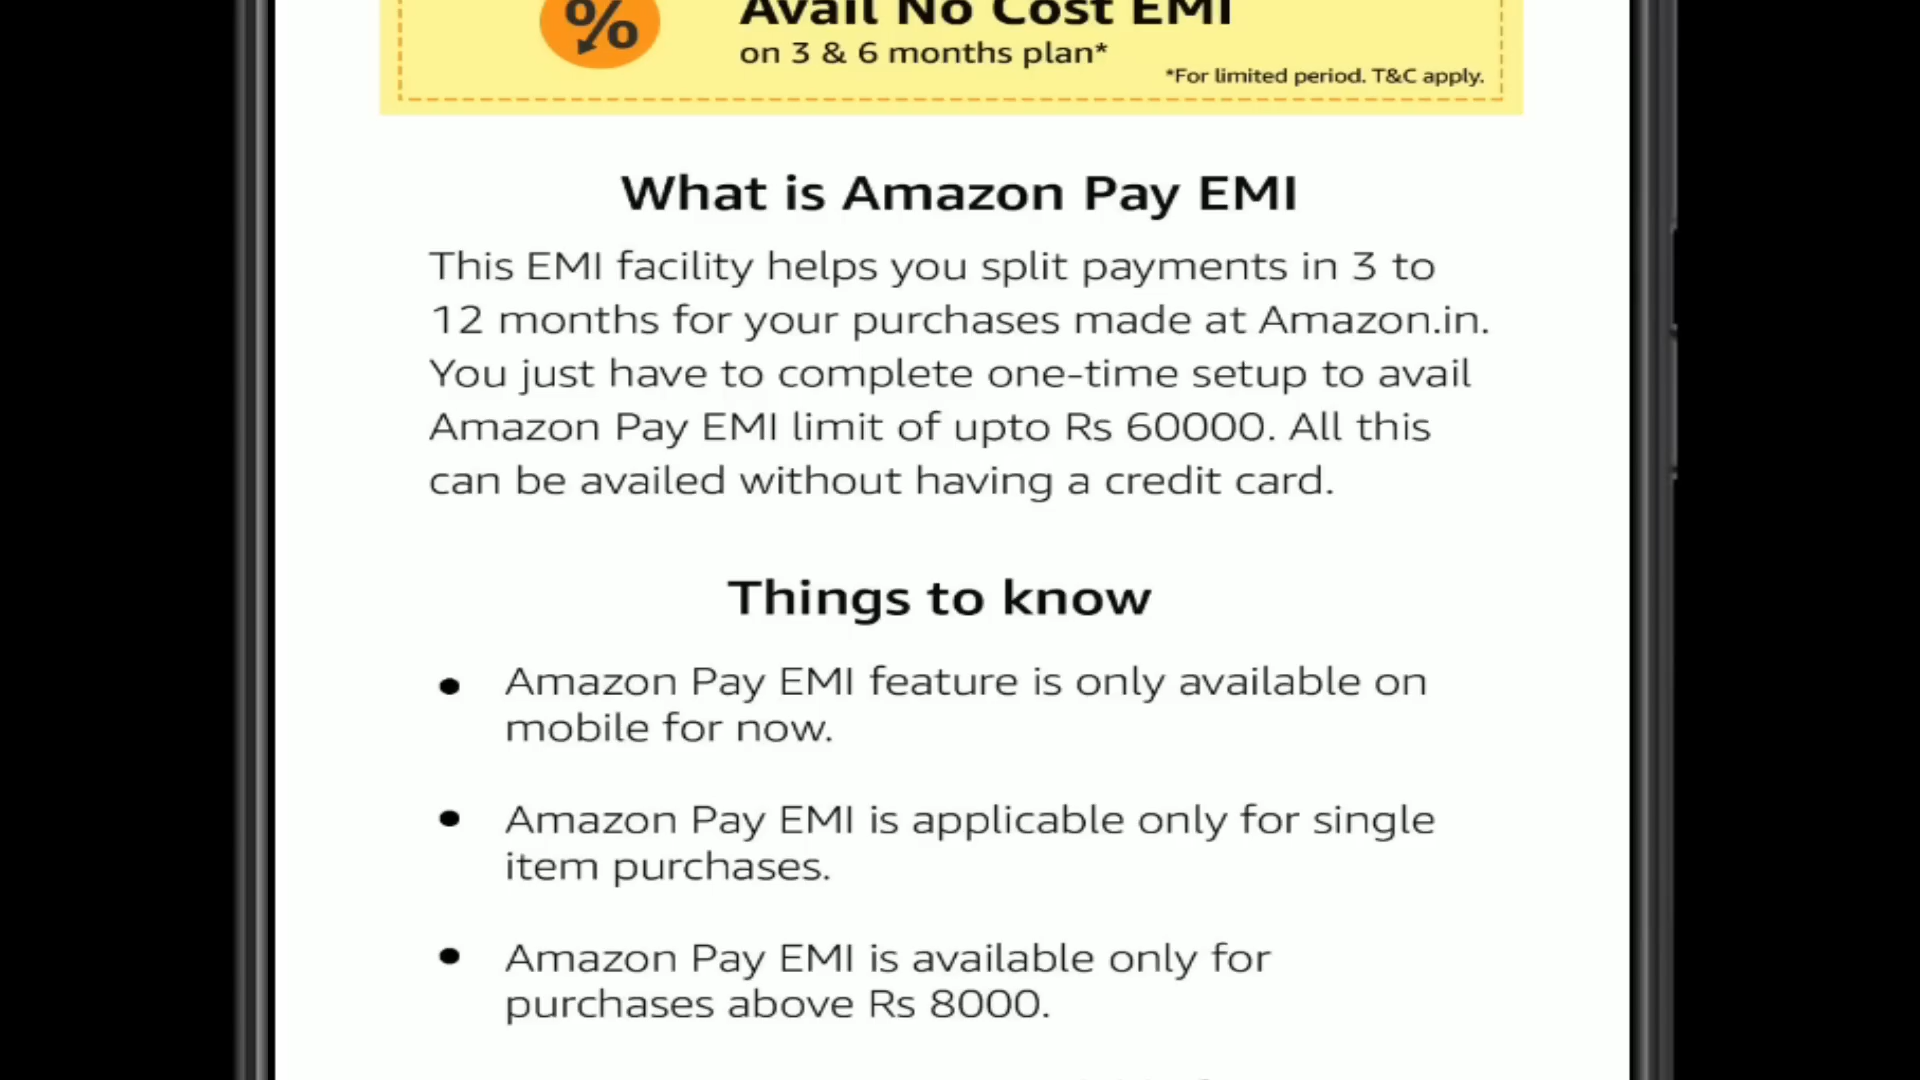 %
Avail No Cost EMI
on 3 & 6 months plan*
*For limited period. T&C apply.
What is Amazon Pay EMI
This EMI facility helps you split payments in 3 to
12 months for your purchases made at Amazon.in.
You just have to complete one-time setup to avail
Amazon Pay EMI limit of upto Rs 60000. All this
can be availed without having a credit card.
Things to know
• Amazon Pay EMI feature is only available on
mobile for now.
• Amazon Pay EMI is applicable only for single
item purchases.
• Amazon Pay EMI is available only for
purchases above Rs 8000.